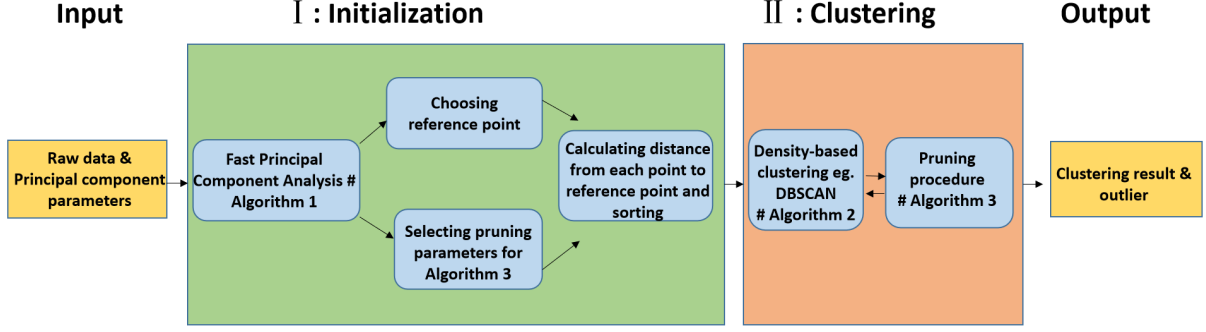 Input
Ⅰ : Initialization
Ⅱ : Clustering
Output
Raw data &
Principal component
parameters
Fast Principal
Component Analysis #
Algorithm 1
Choosing
reference point
Selecting pruning
parameters for
Algorithm 3
Calculating distance
from each point to
reference point and
sorting
Density-based
clustering eg.
DBSCAN
# Algorithm 2
Pruning
procedure
# Algorithm 3
Clustering result &
outlier